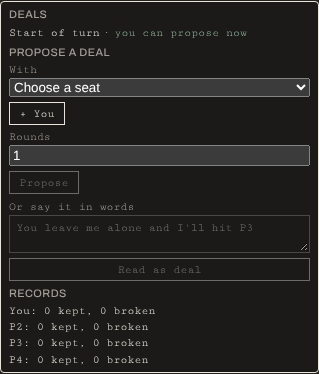 DEALS
Start of turn · you can propose now
PROPOSE A DEAL
With
Choose a seat
+ You
Rounds
1
Propose
Or say it in words
You leave me alone and I'll hit P3
Read as deal
RECORDS
You: 0 kept, 0 broken
P2: 0 kept, 0 broken
P3: 0 kept, 0 broken
P4: 0 kept, 0 broken